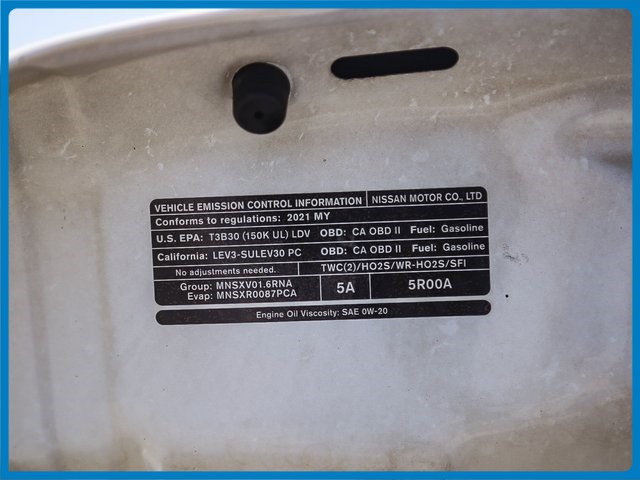 VEHICLE EMISSION CONTROL INFORMATION NISSAN MOTOR CO., LTD
Conforms to regulations: 2021 MY
U.S. EPA: T3B30 (150K UL) LDV OBD: CA OBD II Fuel: Gasoline
California: LEV3-SULEV30 PC OBD: CA OBD II Fuel: Gasoline
No adjustments needed. TWC(2)/HO2S/WR-HO2S/SFI
Group: MNSXV01.6RNA
Evap: MNSXR0087PCA
5A 5R00A
Engine Oil Viscosity: SAE 0W-20